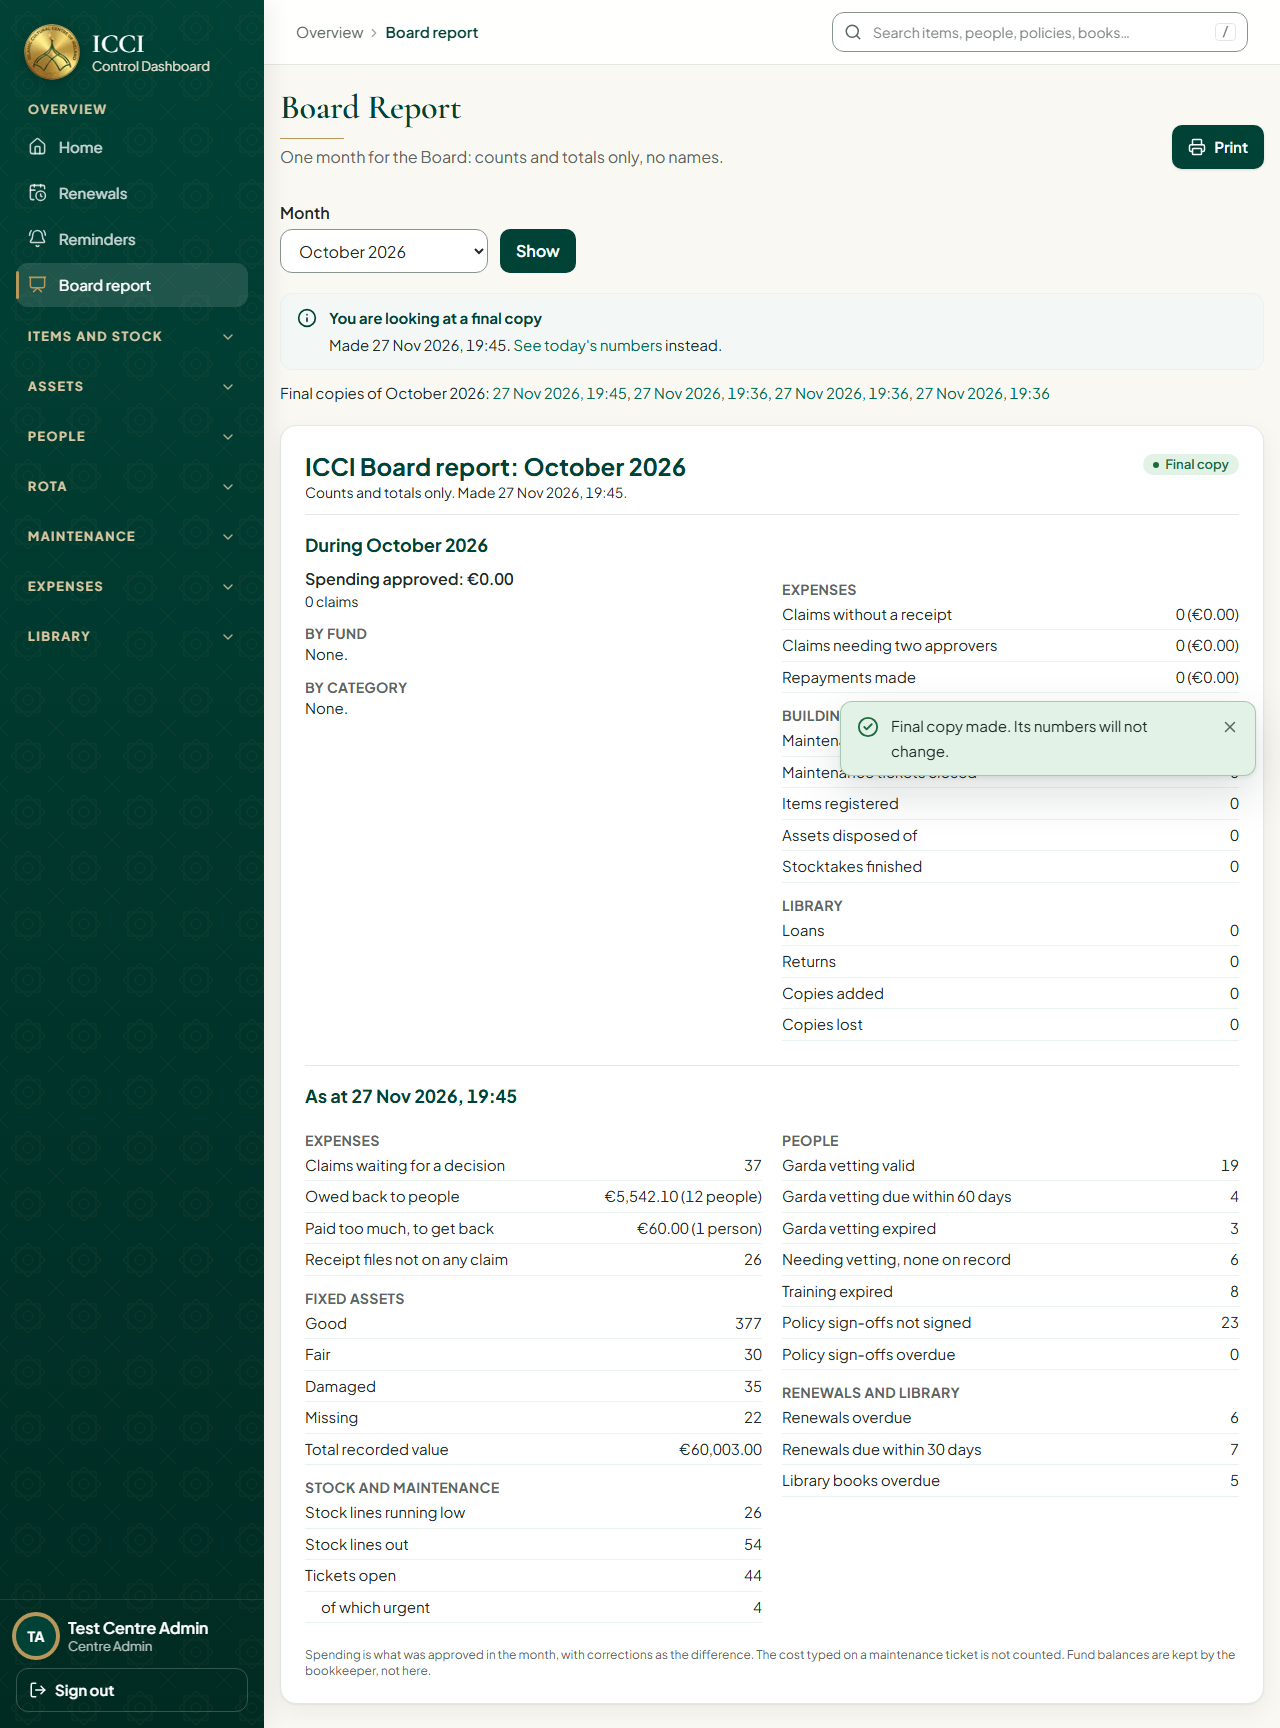 ICCI
Control Dashboard
OVERVIEW
Home
Renewals
Reminders
Board report
ITEMS AND STOCK
ASSETS
PEOPLE
ROTA
MAINTENANCE
EXPENSES
LIBRARY
Test Centre Admin
TA
Centre Admin
Sign out
Overview > Board report
Search items, people, policies, books…
/
Board Report
One month for the Board: counts and totals only, no names.
Print
Month
October 2026
Show
You are looking at a final copy
Made 27 Nov 2026, 19:45. See today's numbers instead.
Final copies of October 2026: 27 Nov 2026, 19:45, 27 Nov 2026, 19:36, 27 Nov 2026, 19:36, 27 Nov 2026, 19:36
ICCI Board report: October 2026
Final copy
Counts and totals only. Made 27 Nov 2026, 19:45.
During October 2026
Spending approved: €0.00
0 claims
BY FUND
None.
BY CATEGORY
None.
EXPENSES
Claims without a receipt 0 (€0.00)
Claims needing two approvers 0 (€0.00)
Repayments made 0 (€0.00)
Final copy made. Its numbers will not
change.
Items registered 0
Assets disposed of 0
Stocktakes finished 0
LIBRARY
Loans 0
Returns 0
Copies added 0
Copies lost 0
As at 27 Nov 2026, 19:45
EXPENSES
Claims waiting for a decision 37
Owed back to people €5,542.10 (12 people)
Paid too much, to get back €60.00 (1 person)
Receipt files not on any claim 26
FIXED ASSETS
Good 377
Fair 30
Damaged 35
Missing 22
Total recorded value €60,003.00
STOCK AND MAINTENANCE
Stock lines running low 26
Stock lines out 54
Tickets open 44
of which urgent 4
PEOPLE
Garda vetting valid 19
Garda vetting due within 60 days 4
Garda vetting expired 3
Needing vetting, none on record 6
Training expired 8
Policy sign-offs not signed 23
Policy sign-offs overdue 0
RENEWALS AND LIBRARY
Renewals overdue 6
Renewals due within 30 days 7
Library books overdue 5
Spending is what was approved in the month, with corrections as the difference. The cost typed on a maintenance ticket is not counted. Fund balances are kept by the
bookkeeper, not here.